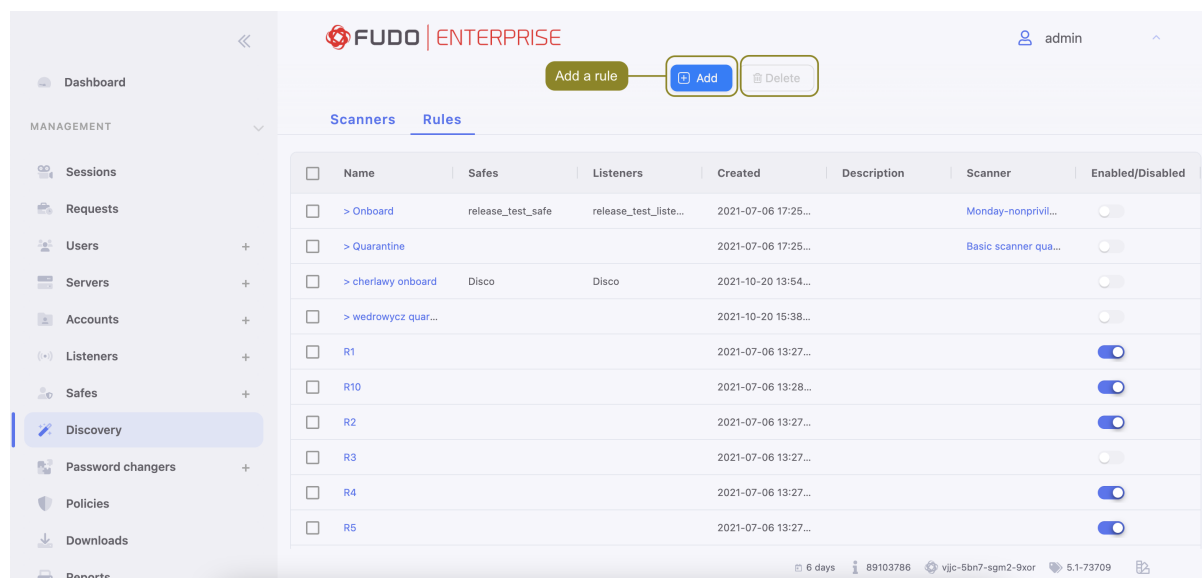 FUDO ENTERPRISE
admin
Add a rule
Add
Delete
Dashboard
MANAGEMENT
Sessions
Requests
Users +
Servers +
Accounts +
Listeners +
Safes +
Discovery
Password changers +
Policies
Downloads
Reports
Scanners Rules
Name Safes Listeners Created Description Scanner Enabled/Disabled
> Onboard release_test_safe release_test_liste... 2021-07-06 17:25... Monday-nonprivil...
> Quarantine 2021-07-06 17:25... Basic scanner qua...
> cherlawy onboard Disco Disco 2021-10-20 13:54...
> wedrowycz quar... 2021-10-20 15:38...
R1 2021-07-06 13:27...
R10 2021-07-06 13:28...
R2 2021-07-06 13:27...
R3 2021-07-06 13:27...
R4 2021-07-06 13:27...
R5 2021-07-06 13:27...
6 days 89103786 vjjc-5bn7-sgm2-9xor 5.1-73709